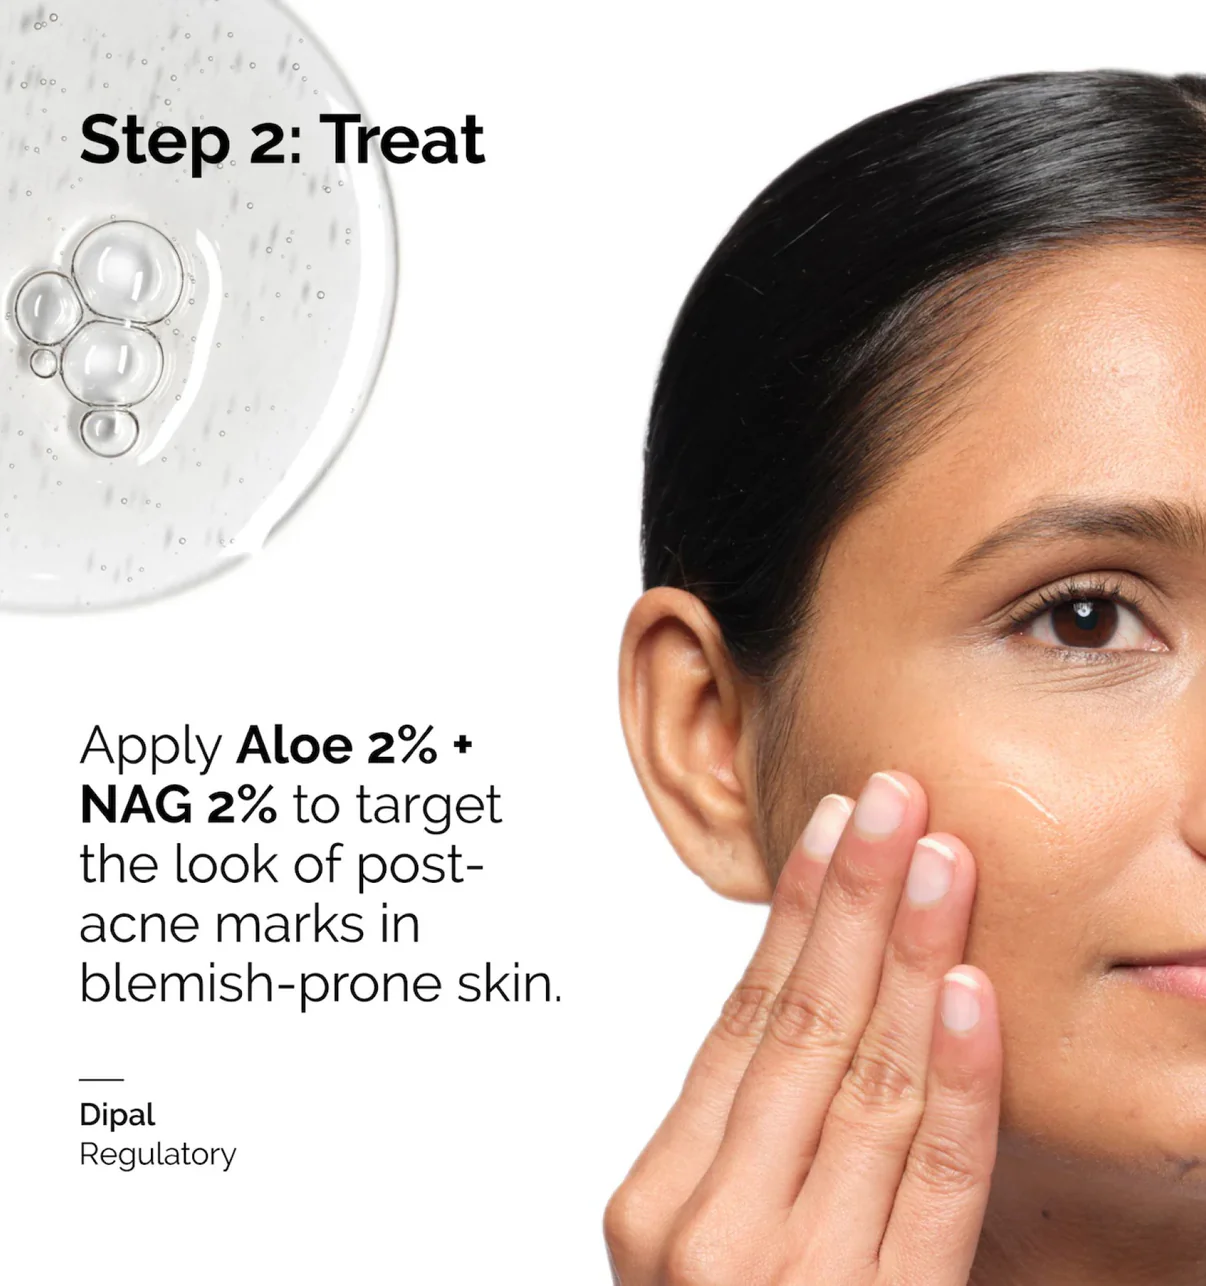 Step 2: Treat
Apply Aloe 2% +
NAG 2% to target
the look of post-
acne marks in
blemish-prone skin.
Dipal
Regulatory